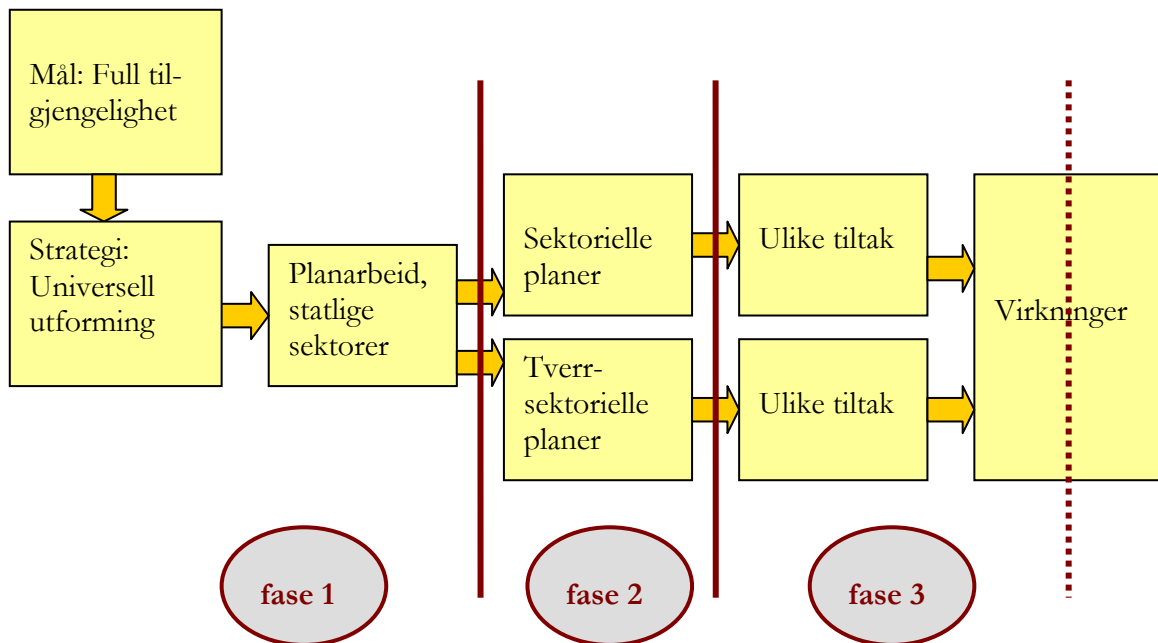 Mål: Full til-
gjengelighet
Strategi:
Universell
utforming
Planarbeid,
statlige
sektorer
Sektorielle
planer
Tverr-
sektorielle
planer
Ulike tiltak
Ulike tiltak
Virkninger
fase 1
fase 2
fase 3